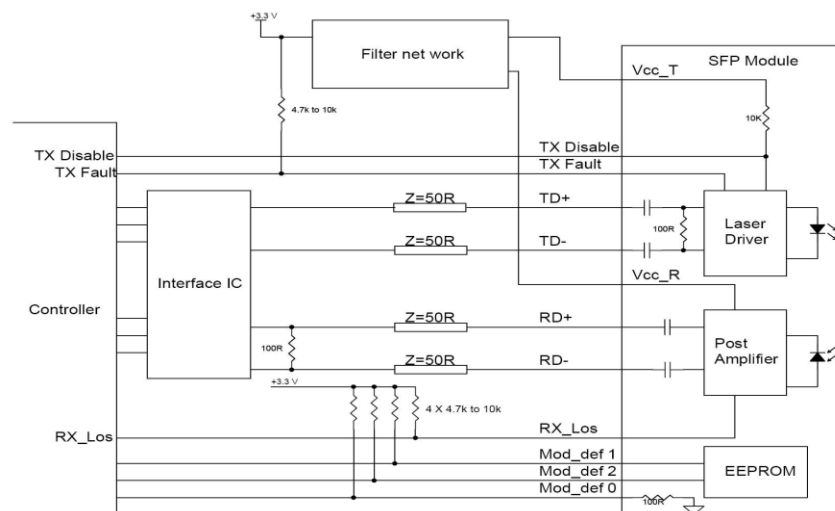 +3.3 V
Filter net work
SFP Module
Vcc_T
4.7k to 10k
10K
TX Disable
TX Disable
TX Fault
TX Fault
Z=50R
TD+
Laser
Driver
100R
Z=50R
TD-
Interface IC
Vcc_R
Controller
Z=50R
RD+
Post
Amplifier
100R
Z=50R
RD-
+3.3 V
4 X 4.7k to 10k
RX_Los
RX_Los
Mod_def 1
Mod_def 2
EEPROM
Mod_def 0
100R